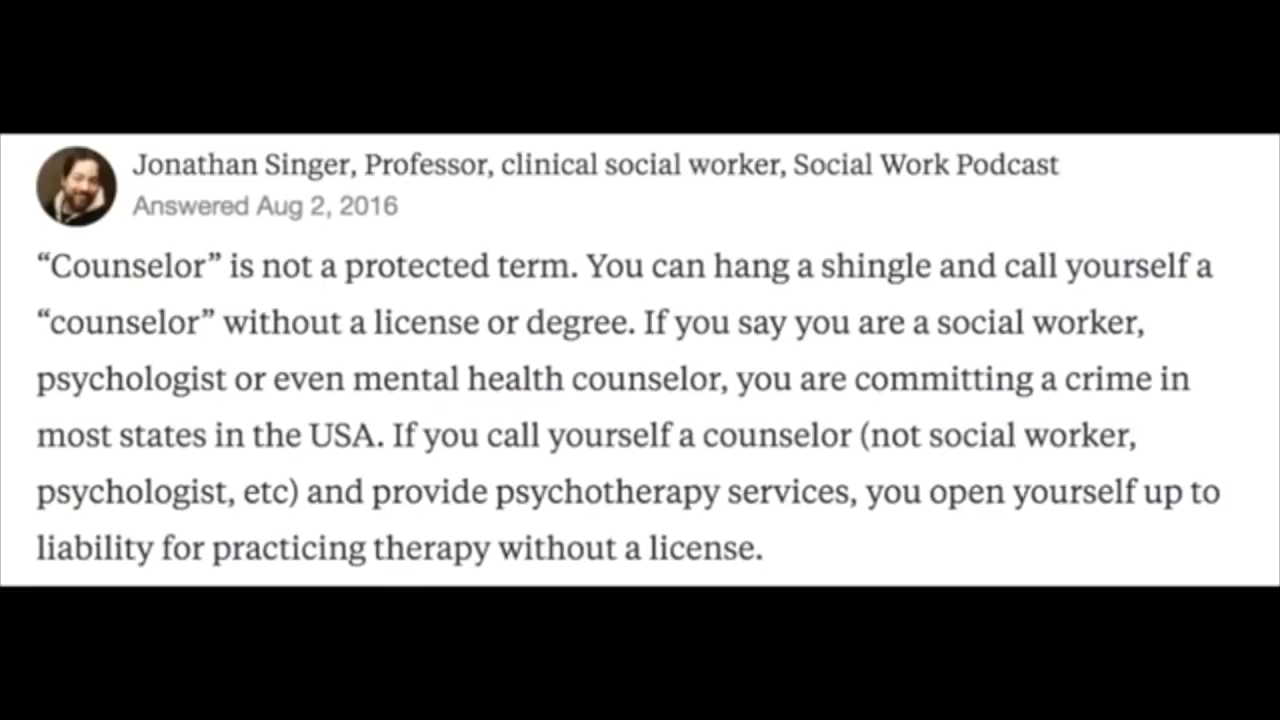 Jonathan Singer, Professor, clinical social worker, Social Work Podcast
Answered Aug 2, 2016
“Counselor” is not a protected term. You can hang a shingle and call yourself a
“counselor” without a license or degree. If you say you are a social worker,
psychologist or even mental health counselor, you are committing a crime in
most states in the USA. If you call yourself a counselor (not social worker,
psychologist, etc) and provide psychotherapy services, you open yourself up to
liability for practicing therapy without a license.